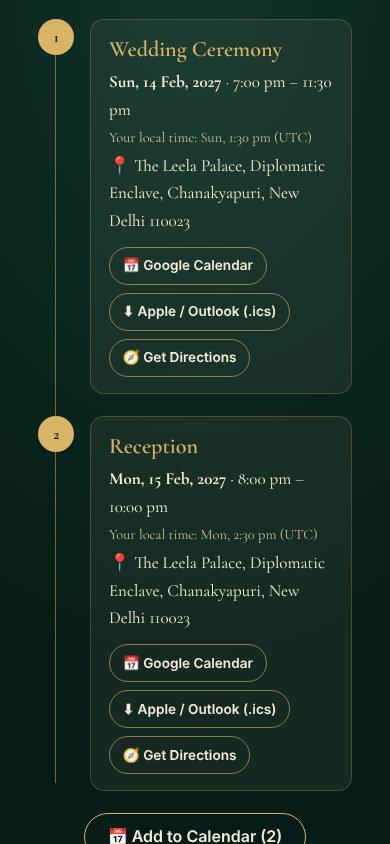 1
Wedding Ceremony
Sun, 14 Feb, 2027 · 7:00 pm – 11:30
pm
Your local time: Sun, 1:30 pm (UTC)
📍 The Leela Palace, Diplomatic
Enclave, Chanakyapuri, New
Delhi 110023
📅 Google Calendar
⬇ Apple / Outlook (.ics)
🧭 Get Directions
2
Reception
Mon, 15 Feb, 2027 · 8:00 pm –
10:00 pm
Your local time: Mon, 2:30 pm (UTC)
📍 The Leela Palace, Diplomatic
Enclave, Chanakyapuri, New
Delhi 110023
📅 Google Calendar
⬇ Apple / Outlook (.ics)
🧭 Get Directions
📅 Add to Calendar (2)